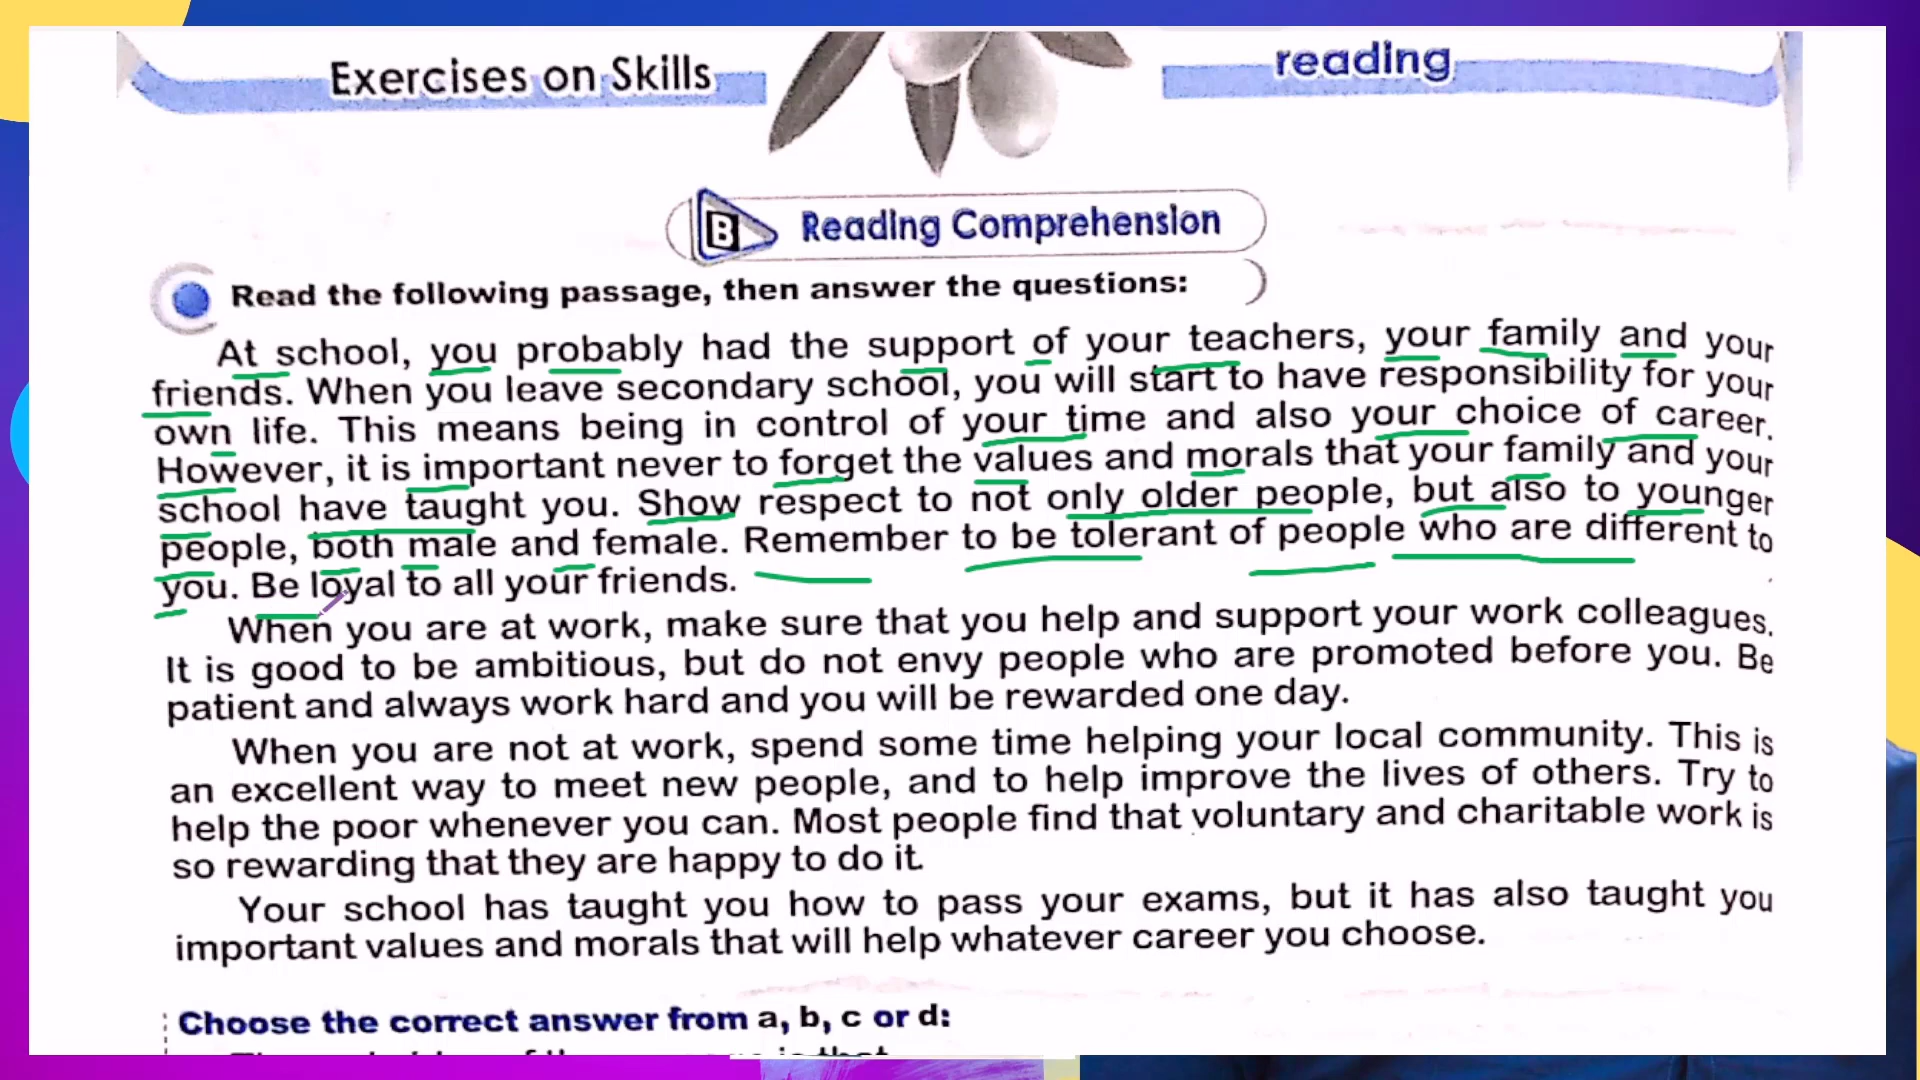 Exercises on Skills
reading
B Reading Comprehension
Read the following passage, then answer the questions:
At school, you probably had the support of your teachers, your family and your
friends. When you leave secondary school, you will start to have responsibility for your
own life. This means being in control of your time and also your choice of career.
However, it is important never to forget the values and morals that your family and your
school have taught you. Show respect to not only older people, but also to younger
people, both male and female. Remember to be tolerant of people who are different to
you. Be loyal to all your friends.
When you are at work, make sure that you help and support your work colleagues.
It is good to be ambitious, but do not envy people who are promoted before you. Be
patient and always work hard and you will be rewarded one day.
When you are not at work, spend some time helping your local community. This is
an excellent way to meet new people, and to help improve the lives of others. Try to
help the poor whenever you can. Most people find that voluntary and charitable work is
so rewarding that they are happy to do it.
Your school has taught you how to pass your exams, but it has also taught you
important values and morals that will help whatever career you choose.
Choose the correct answer from a, b, c or d: